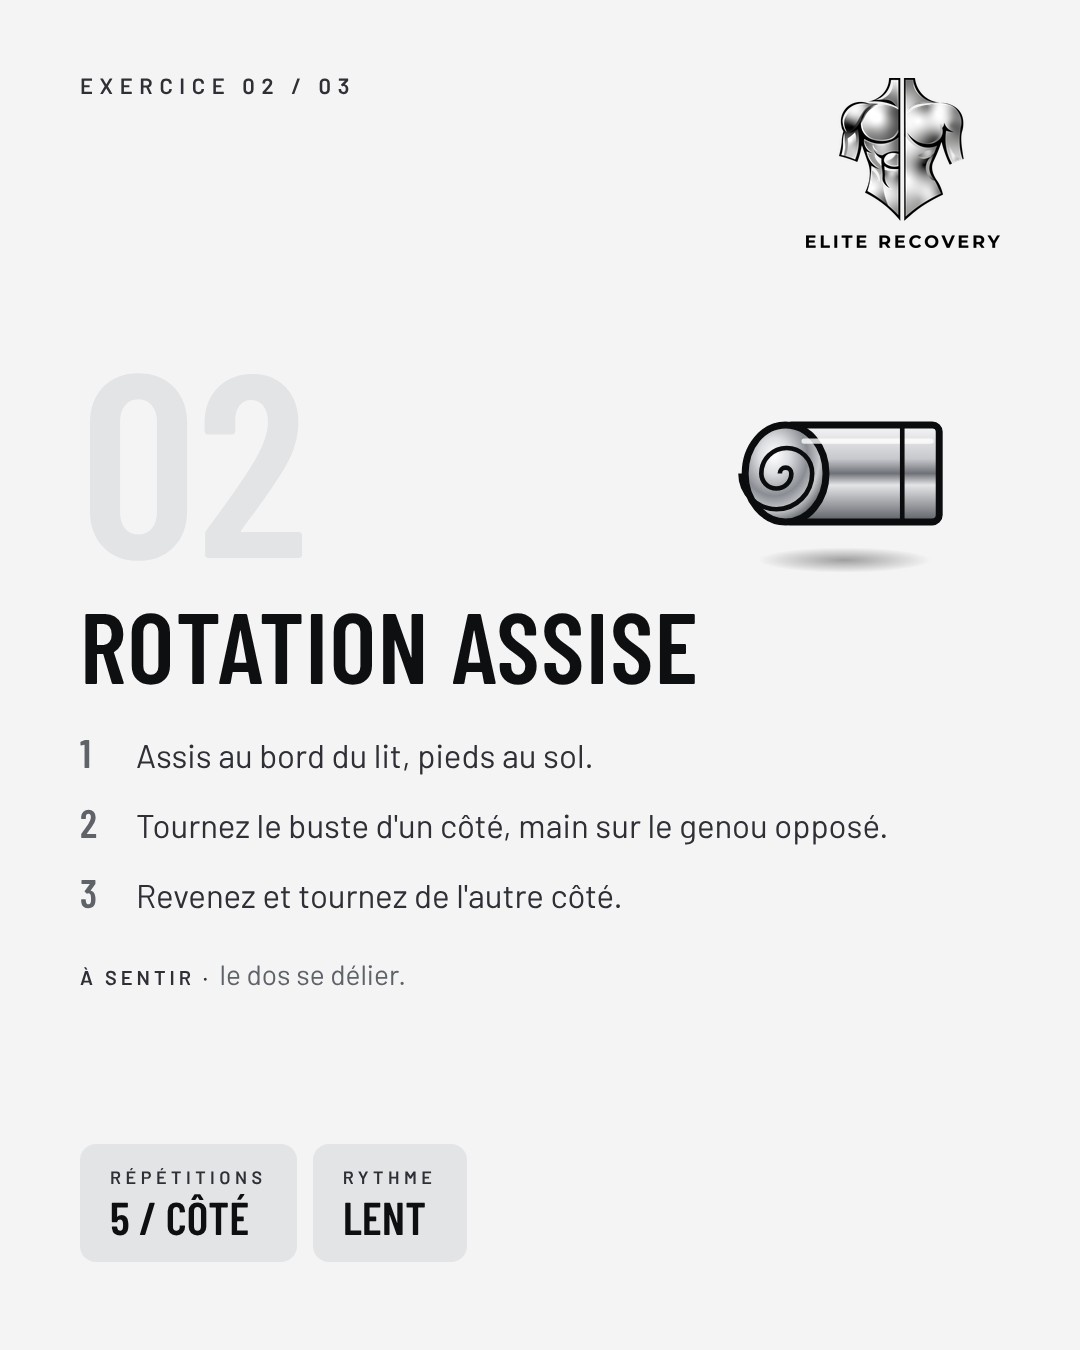 EXERCICE 02 / 03
ELITE RECOVERY
02
ROTATION ASSISE
1 Assis au bord du lit, pieds au sol.
2 Tournez le buste d'un côté, main sur le genou opposé.
3 Revenez et tournez de l'autre côté.
À SENTIR · le dos se délier.
RÉPÉTITIONS
5 / CÔTÉ
RYTHME
LENT